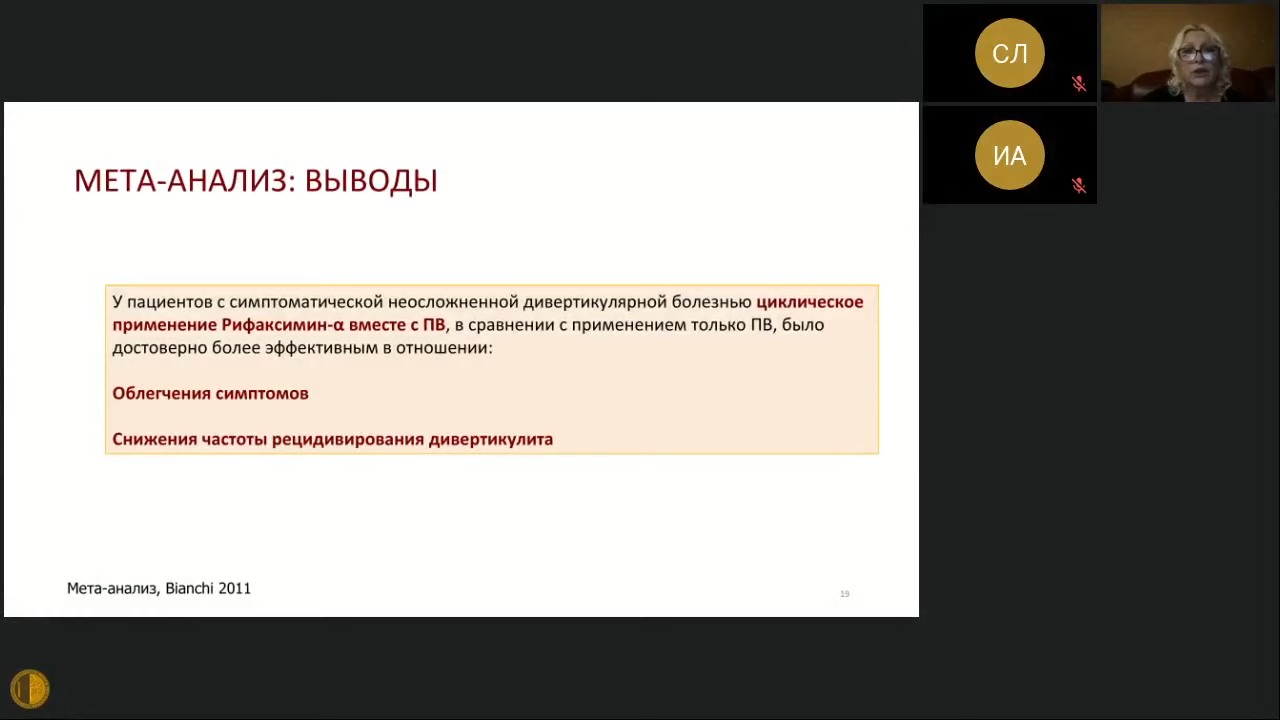 СЛ
ИА
МЕТА-АНАЛИЗ: ВЫВОДЫ
У пациентов с симптоматической неосложненной дивертикулярной болезнью циклическое
применение Рифаксимин-α вместе с ПВ, в сравнении с применением только ПВ, было
достоверно более эффективным в отношении:
Облегчения симптомов
Снижения частоты рецидивирования дивертикулита
Мета-анализ, Bianchi 2011
19